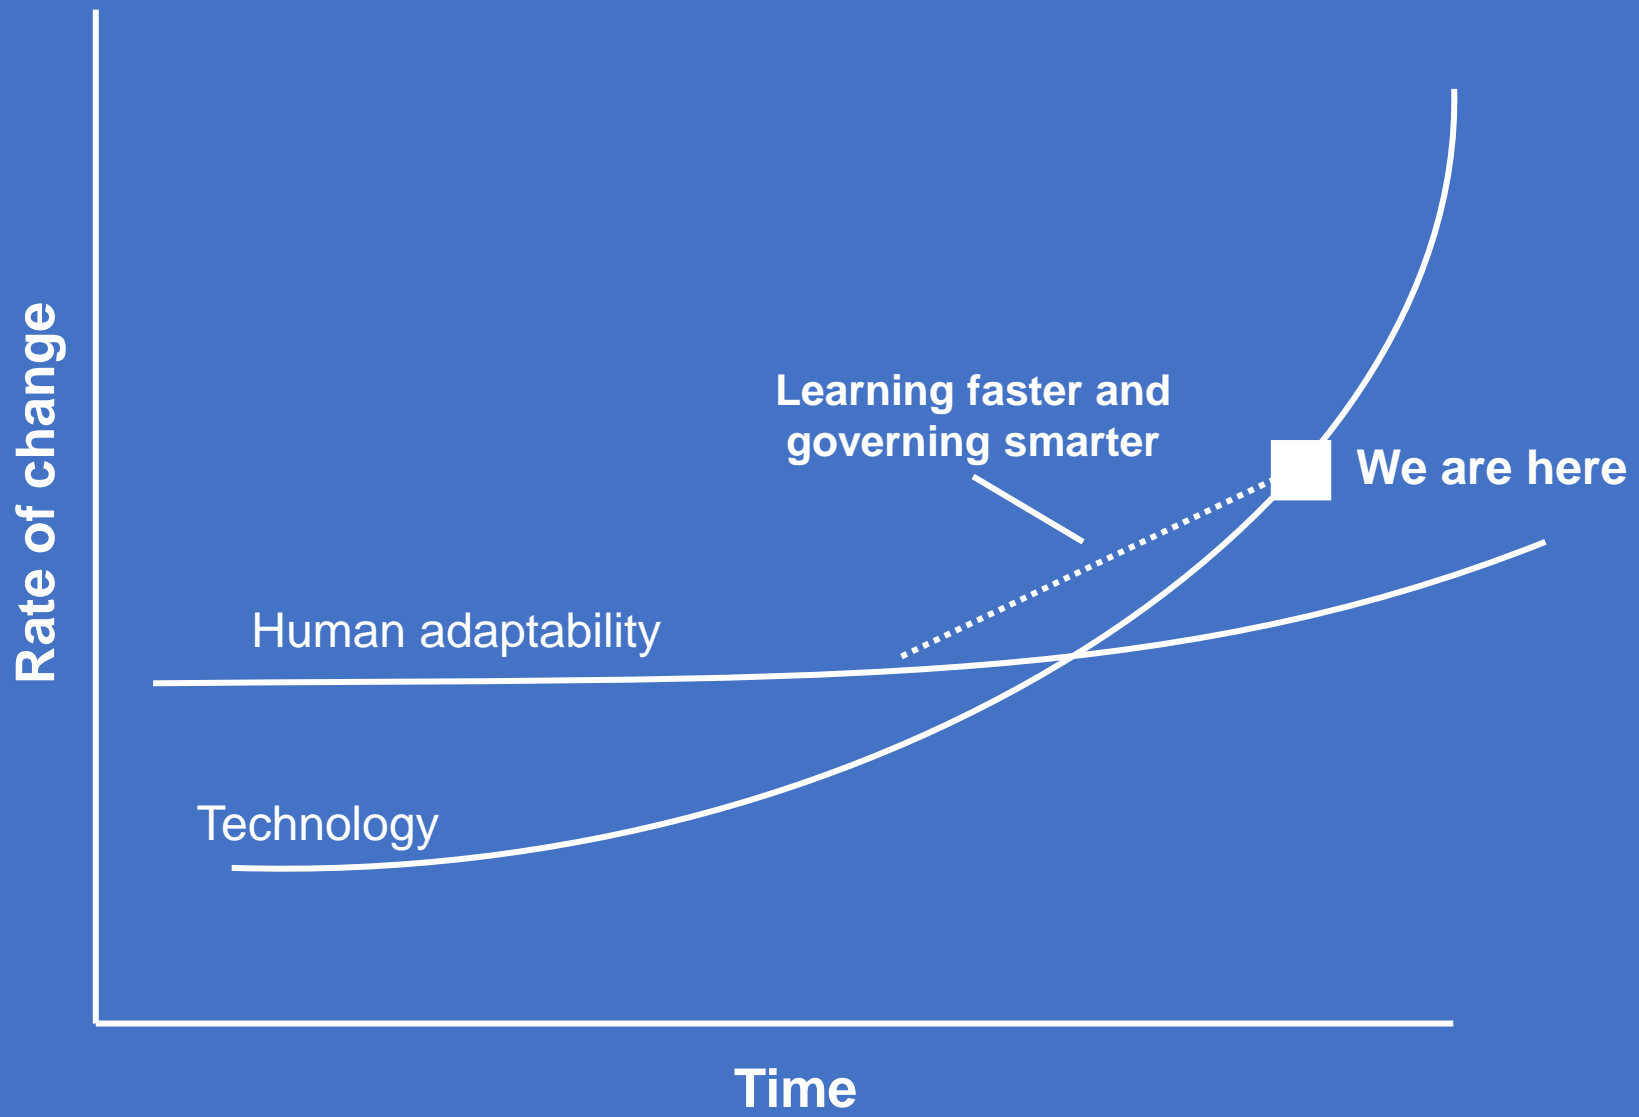 Rate of change
Learning faster and
governing smarter
We are here
Human adaptability
Technology
Time